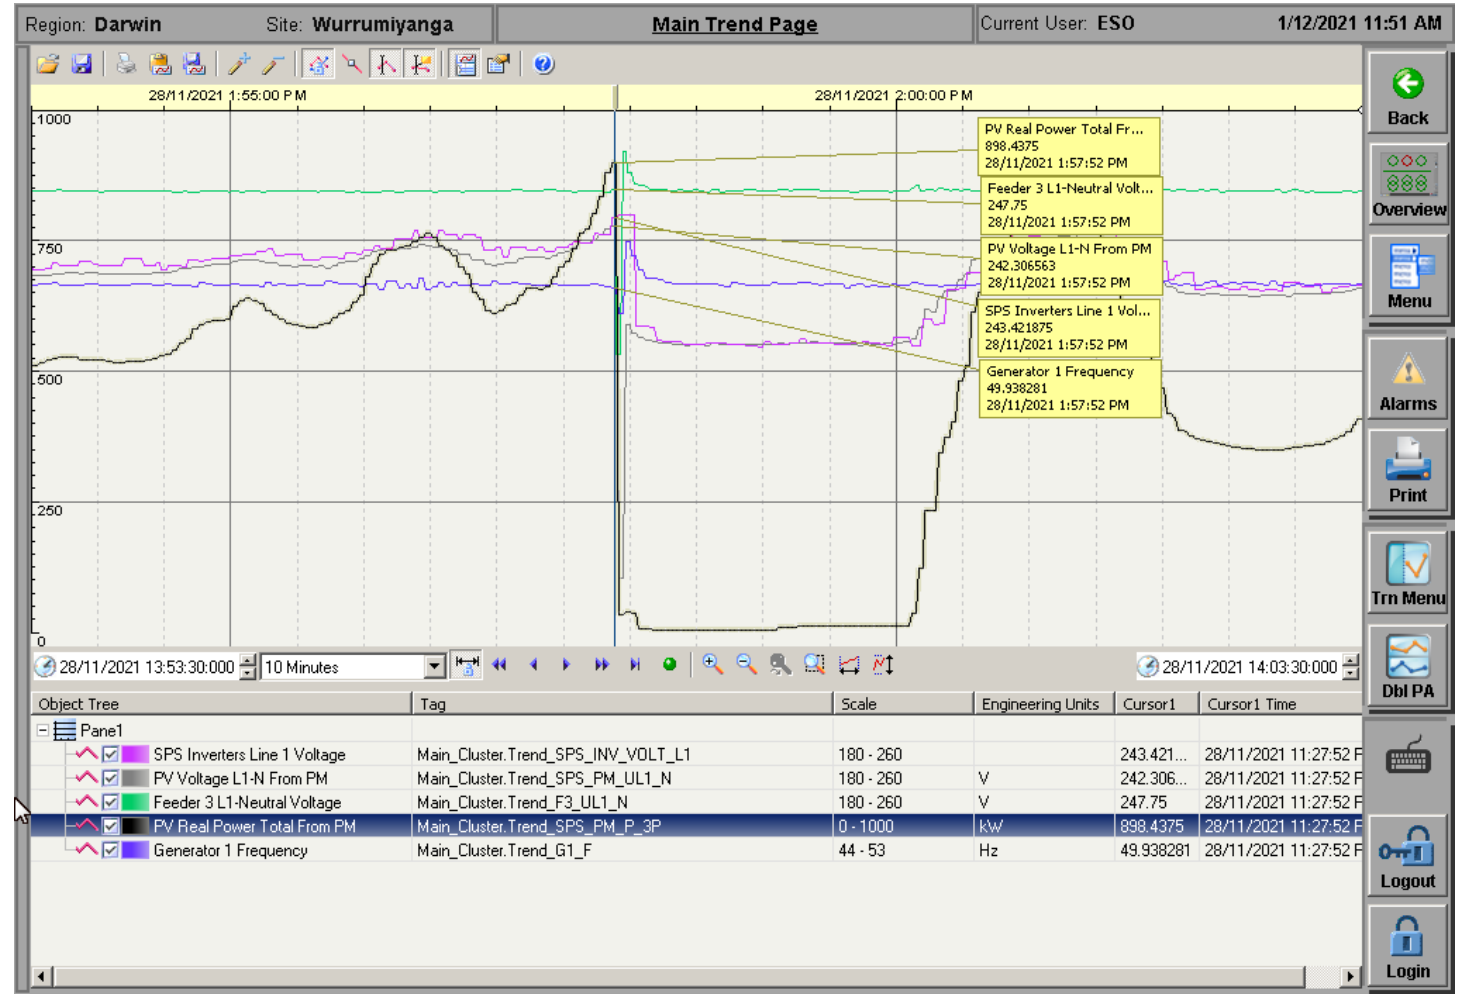 Region: Darwin Site: Wurrumiyanga Main Trend Page Current User: ESO 1/12/2021 11:51 AM
28/11/2021 1:55:00 PM 28/11/2021 2:00:00 PM
1000
750
500
250
0
PV Real Power Total Fr...
898.4375
28/11/2021 1:57:52 PM
Feeder 3 L1-Neutral Volt...
247.75
28/11/2021 1:57:52 PM
PV Voltage L1-N From PM
242.306563
28/11/2021 1:57:52 PM
SPS Inverters Line 1 Vol...
243.421875
28/11/2021 1:57:52 PM
Generator 1 Frequency
49.938281
28/11/2021 1:57:52 PM
28/11/2021 13:53:30:000 10 Minutes 28/11/2021 14:03:30:000
Object Tree Tag Scale Engineering Units Cursor1 Cursor1 Time
Pane1
SPS Inverters Line 1 Voltage Main_Cluster.Trend_SPS_INV_VOLT_L1 180 - 260 243.421... 28/11/2021 11:27:52 F
PV Voltage L1-N From PM Main_Cluster.Trend_SPS_PM_UL1_N 180 - 260 V 242.306... 28/11/2021 11:27:52 F
Feeder 3 L1-Neutral Voltage Main_Cluster.Trend_F3_UL1_N 180 - 260 V 247.75 28/11/2021 11:27:52 F
PV Real Power Total From PM Main_Cluster.Trend_SPS_PM_P_3P 0 - 1000 kW 898.4375 28/11/2021 11:27:52 F
Generator 1 Frequency Main_Cluster.Trend_G1_F 44 - 53 Hz 49.938281 28/11/2021 11:27:52 F
Back
Overview
Menu
Alarms
Print
Trn Menu
Dbl PA
Logout
Login